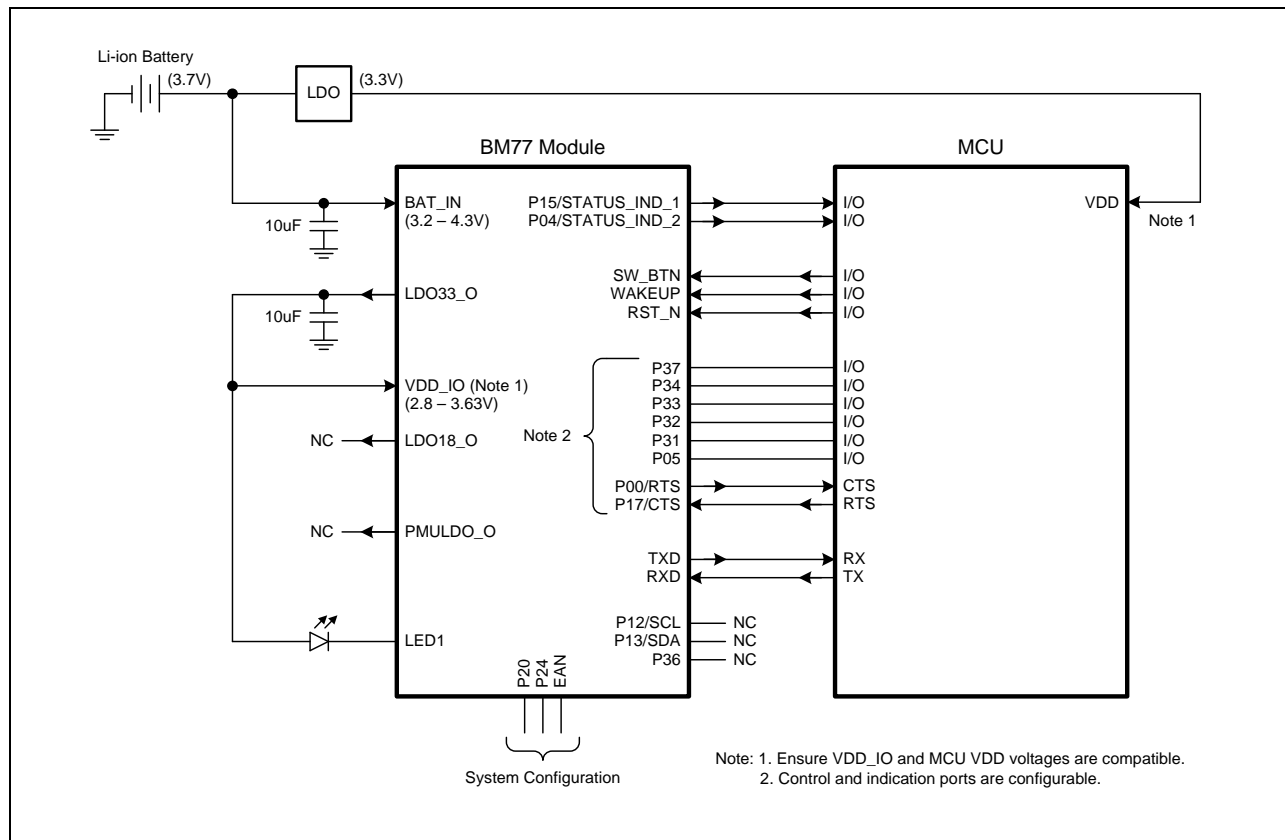 Li-ion Battery
(3.7V)
LDO
(3.3V)
BM77 Module
MCU
BAT_IN
(3.2 – 4.3V)
10uF
P15/STATUS_IND_1
P04/STATUS_IND_2
I/O
I/O
VDD
Note 1
LDO33_O
10uF
SW_BTN
WAKEUP
RST_N
I/O
I/O
I/O
VDD_IO (Note 1)
(2.8 – 3.63V)
NC
LDO18_O
NC
PMULDO_O
LED1
Note 2
P37
P34
P33
P32
P31
P05
P00/RTS
P17/CTS
I/O
I/O
I/O
I/O
I/O
I/O
CTS
RTS
TXD
RXD
RX
TX
P12/SCL
NC
P13/SDA
NC
P36
NC
P20
P24
EAN
System Configuration
Note: 1. Ensure VDD_IO and MCU VDD voltages are compatible.
2. Control and indication ports are configurable.